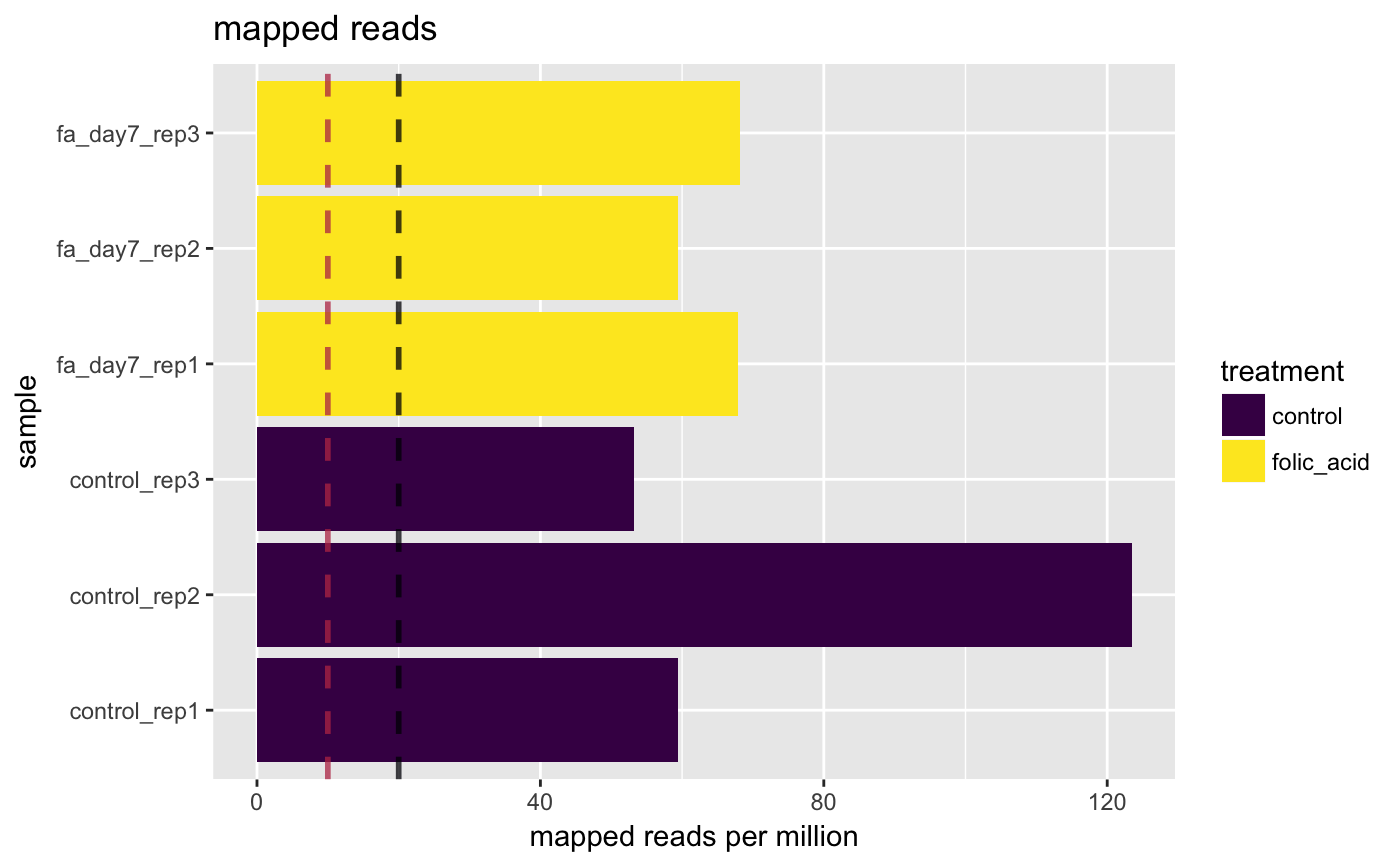 mapped reads
fa_day7_rep3
fa_day7_rep2
fa_day7_rep1
control_rep3
control_rep2
control_rep1
sample
0 40 80 120
mapped reads per million
treatment
control
folic_acid